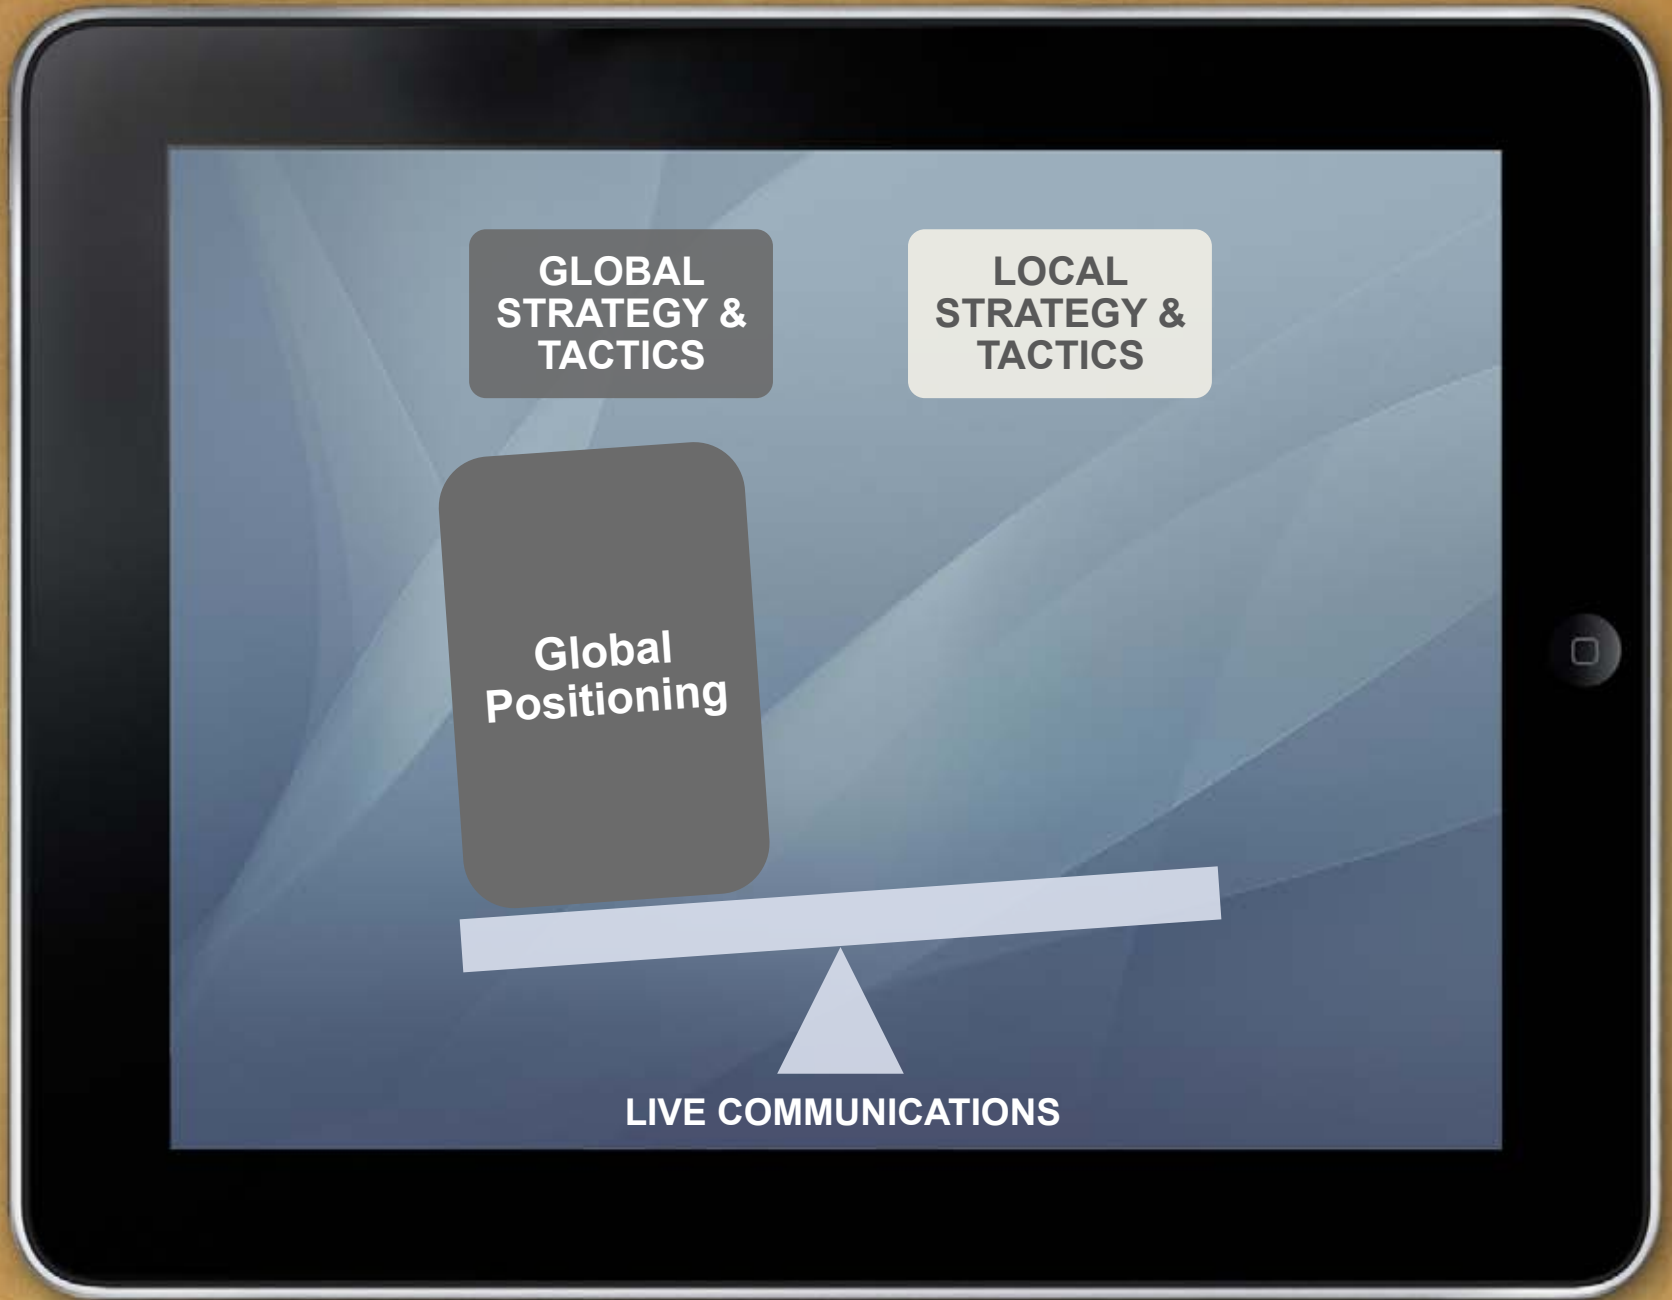 GLOBAL
STRATEGY &
TACTICS
LOCAL
STRATEGY &
TACTICS
Global
Positioning
LIVE COMMUNICATIONS